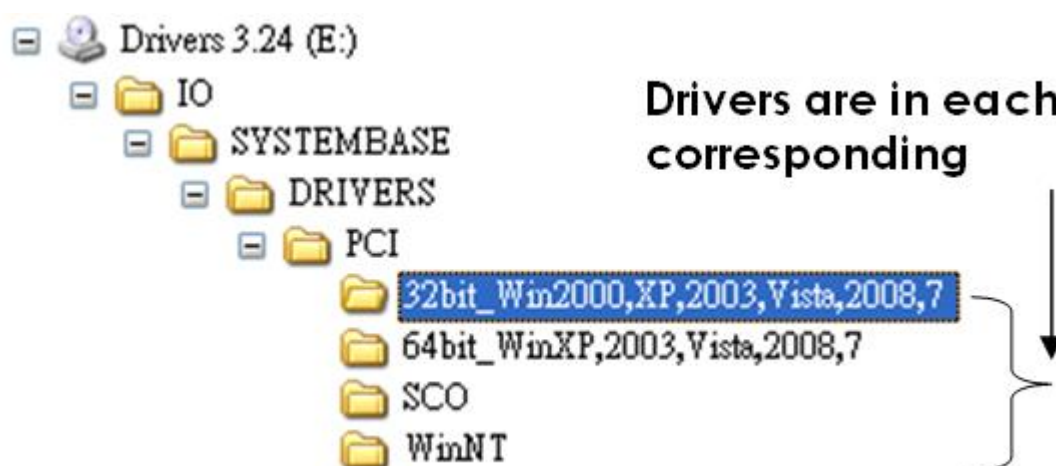 Drivers 3.24 (E:)
IO
SYSTEMBASE
DRIVERS
PCI
32bit_Win2000,XP,2003,Vista,2008,7
64bit_WinXP,2003,Vista,2008,7
SCO
WinNT
Drivers are in each
corresponding